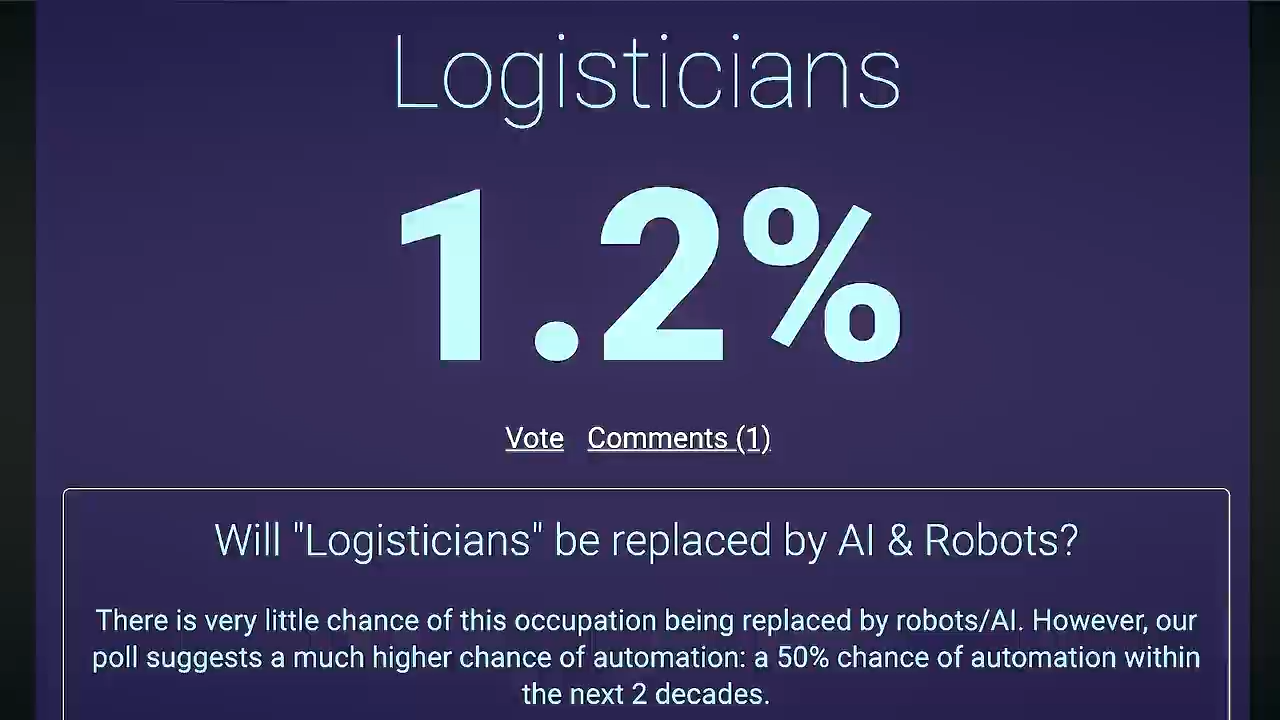 Logisticians
1.2%
Vote Comments (1)
Will "Logisticians" be replaced by AI & Robots?
There is very little chance of this occupation being replaced by robots/AI. However, our
poll suggests a much higher chance of automation: a 50% chance of automation within
the next 2 decades.